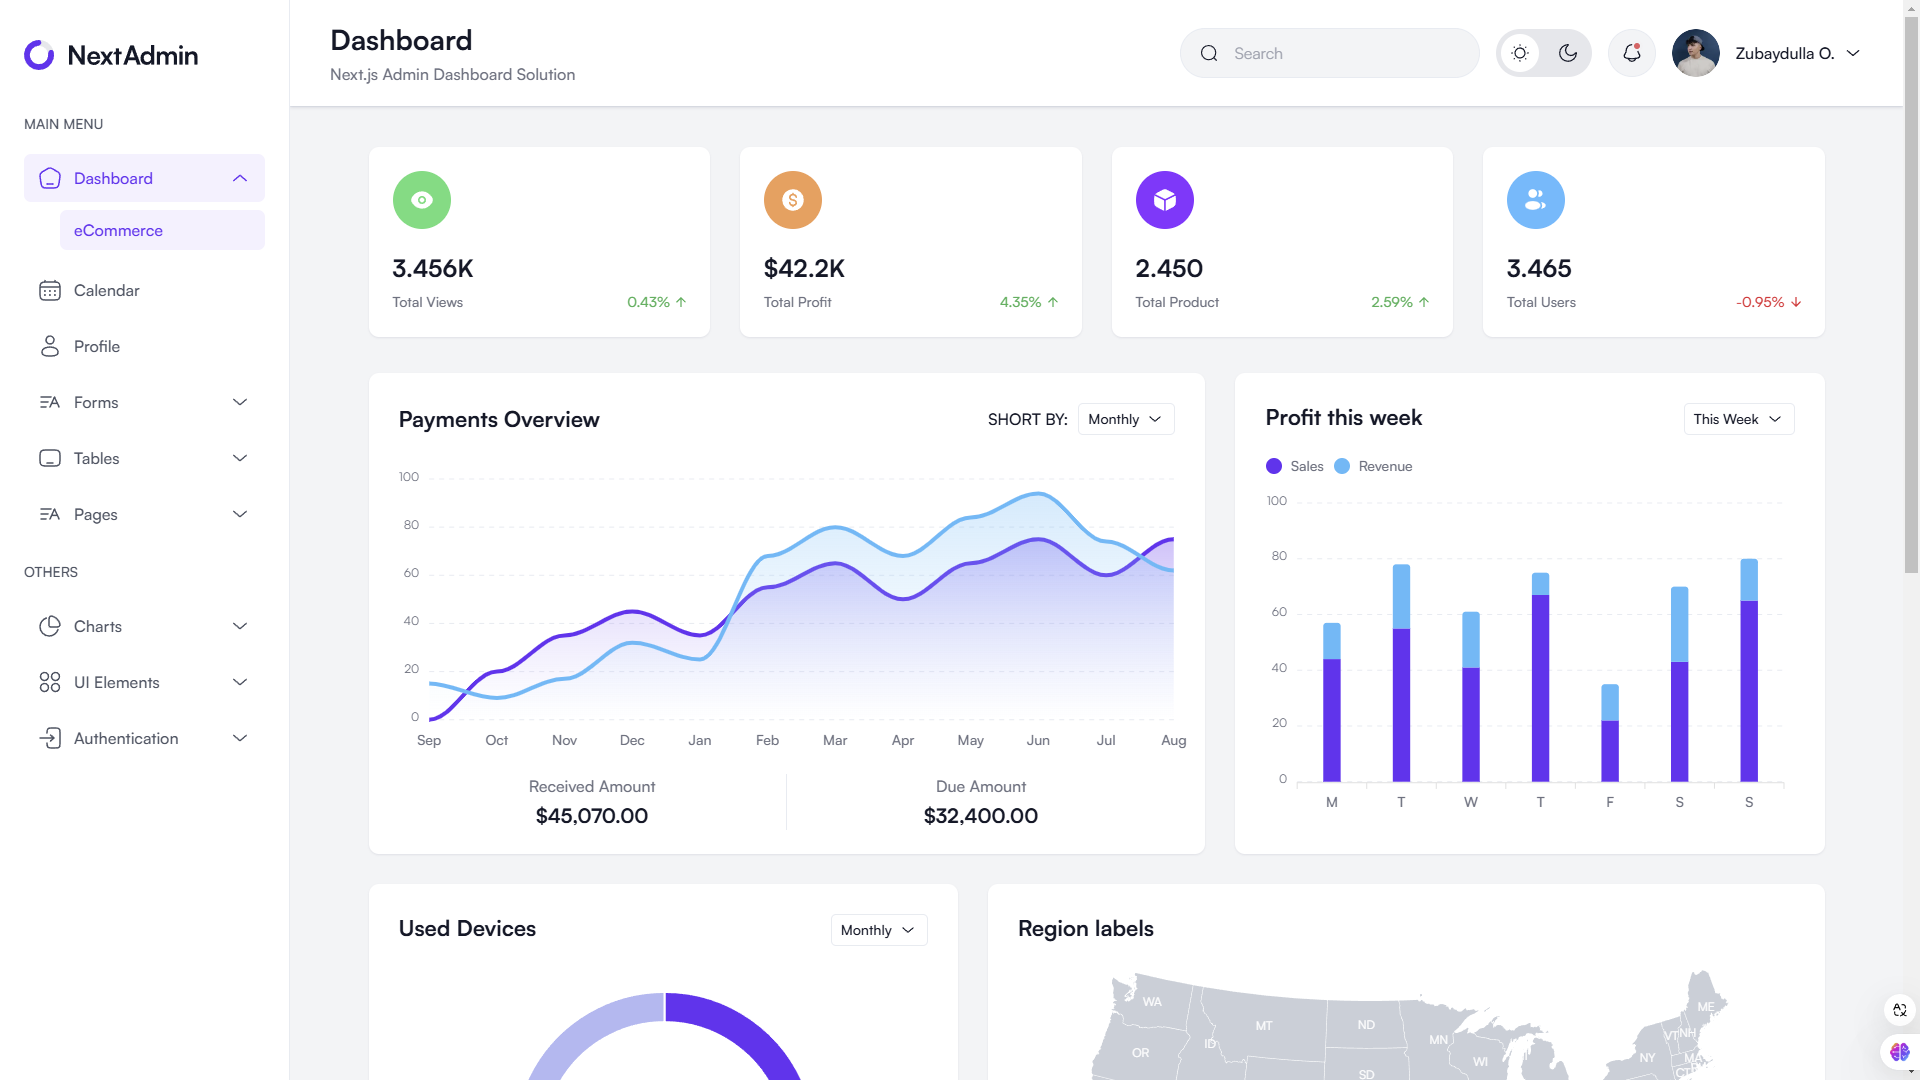 NextAdmin
MAIN MENU
Dashboard
eCommerce
Calendar
Profile
Forms
Tables
Pages
OTHERS
Charts
UI Elements
Authentication
Dashboard
Next.js Admin Dashboard Solution
Search
Zubaydulla O.
3.456K
Total Views
0.43%
$42.2K
Total Profit
4.35%
2.450
Total Product
2.59%
3.465
Total Users
-0.95%
Payments Overview
SHORT BY:
Monthly
100
80
60
40
20
0
Sep Oct Nov Dec Jan Feb Mar Apr May Jun Jul Aug
Received Amount
$45,070.00
Due Amount
$32,400.00
Profit this week
This Week
Sales
Revenue
100
80
60
40
20
0
M T W T F S S
Used Devices
Monthly
Region labels
WA
MT
ND
ME
OR
ID
MN
WI
SD
VT
NH
NY
MA
CT